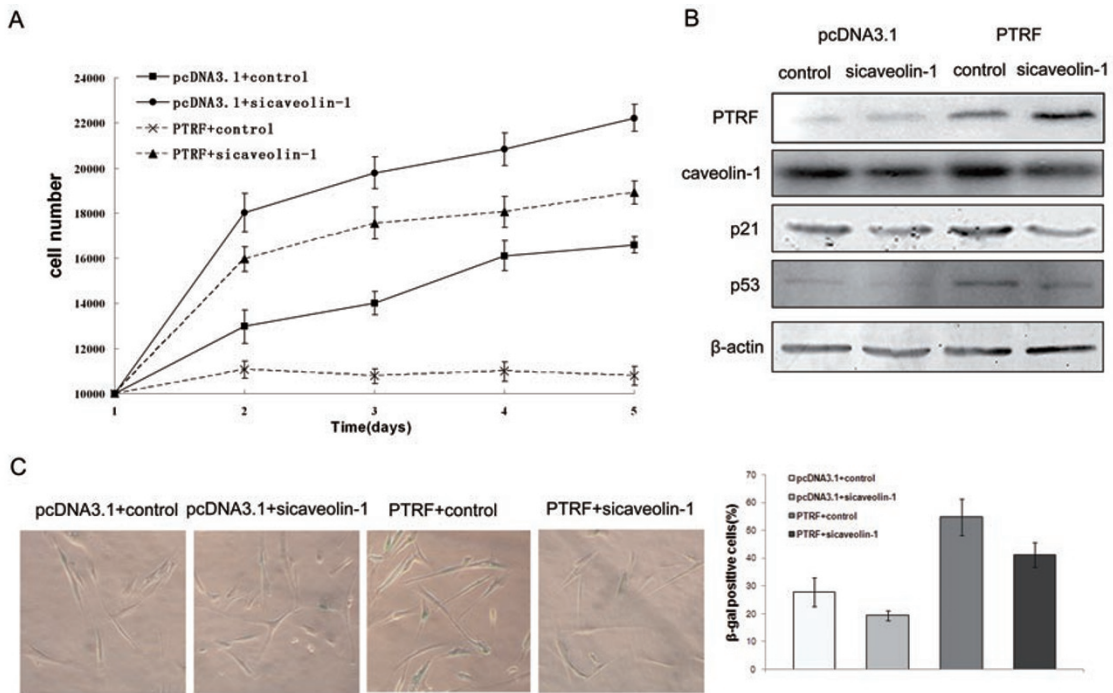 A
24000
22000
20000
18000
16000
14000
12000
10000
cell number
pcDNA3.1+control
pcDNA3.1+sicaveolin-1
PTRF+control
PTRF+sicaveolin-1
1 2 3 4 5
Time(days)
B
pcDNA3.1 PTRF
control sicaveolin-1 control sicaveolin-1
PTRF
caveolin-1
p21
p53
β-actin
C
pcDNA3.1+control pcDNA3.1+sicaveolin-1 PTRF+control PTRF+sicaveolin-1
β-gal positive cells(%)
70
60
50
40
30
20
10
0
pcDNA3.1+control
pcDNA3.1+sicaveolin-1
PTRF+control
PTRF+sicaveolin-1